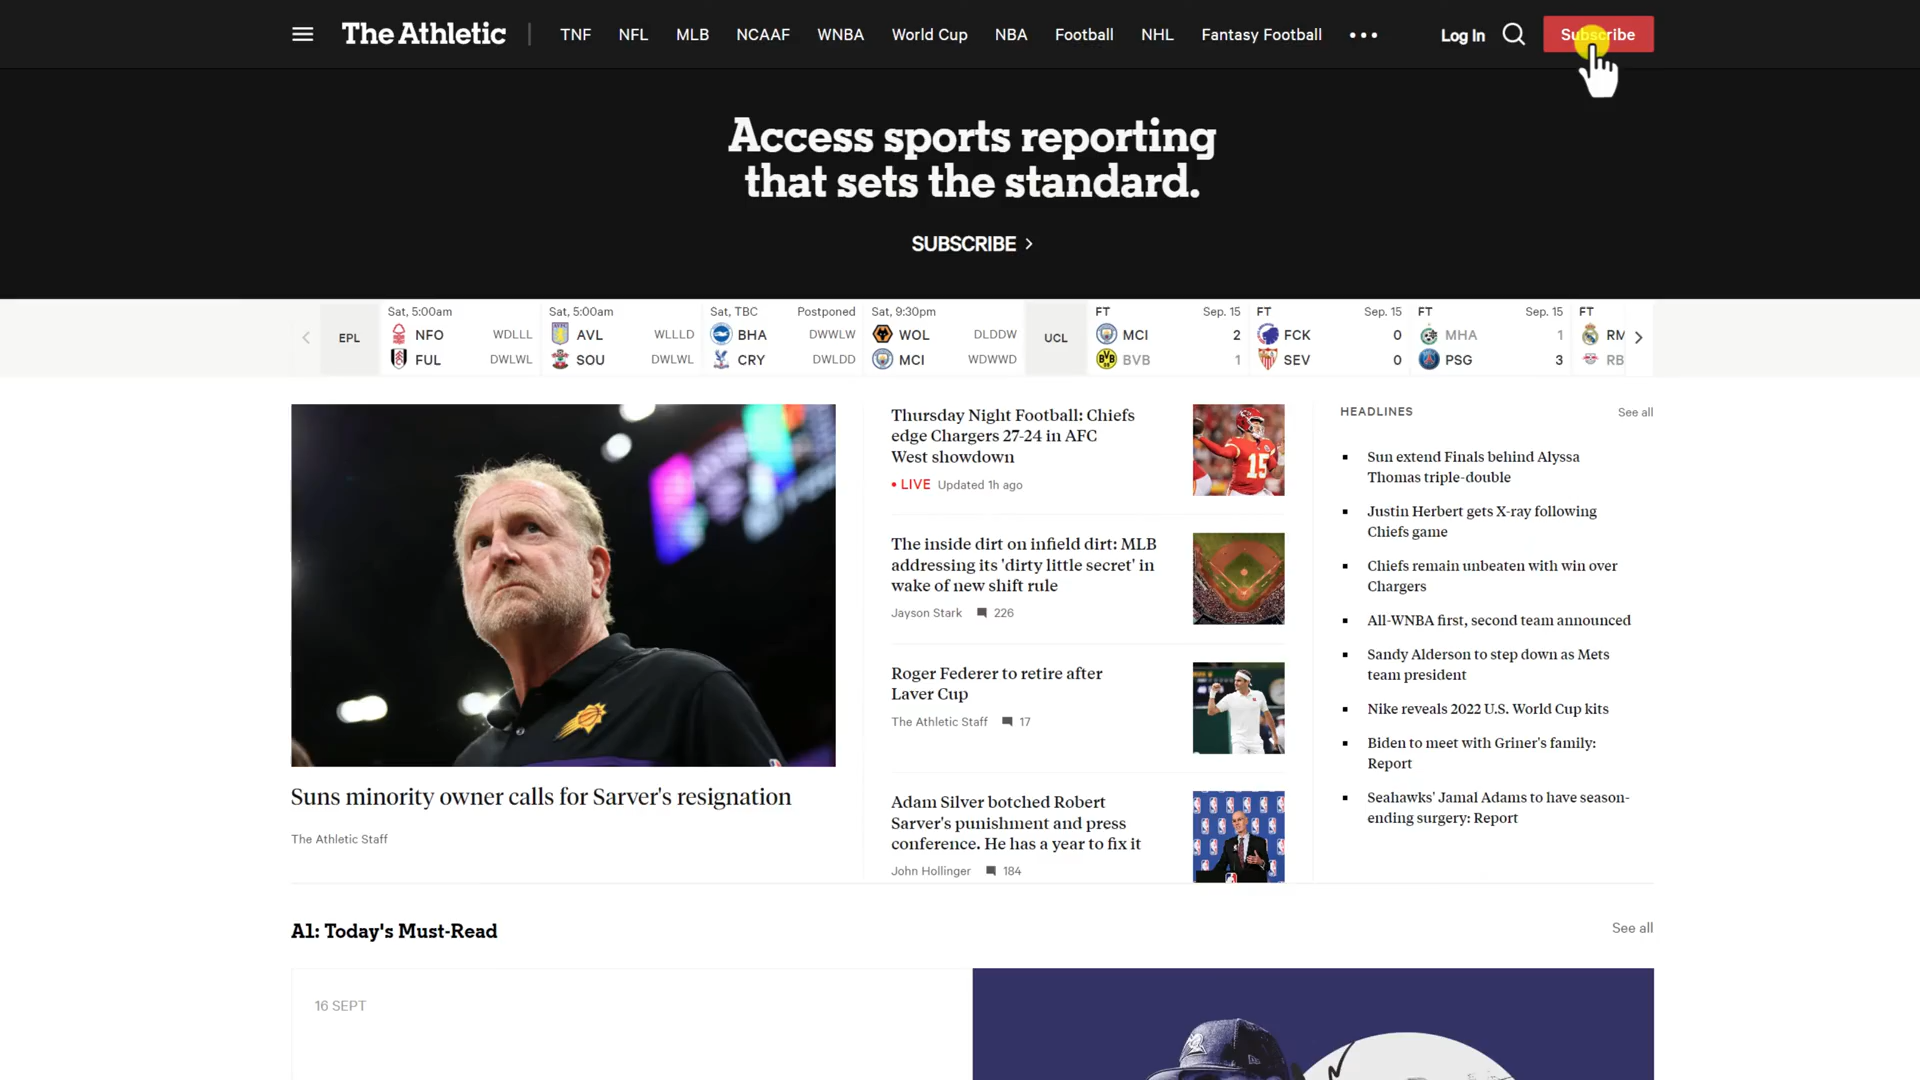 The Athletic
TNF NFL MLB NCAAF WNBA World Cup NBA Football NHL Fantasy Football
Log In
Subscribe
Access sports reporting
that sets the standard.
SUBSCRIBE >
EPL
Sat, 5:00am
NFO WDLLL
FUL DWLWL
Sat, 5:00am
AVL WLLLD
SOU DWLWL
Sat, TBC Postponed
BHA DWWLW
CRY DWLDD
Sat, 9:30pm
WOL DLDDW
MCI WDWWD
UCL
FT Sep. 15
MCI 2
BVB 1
FT Sep. 15
FCK 0
SEV 0
FT Sep. 15
MHA 1
PSG 3
FT
RM
RB
Suns minority owner calls for Sarver's resignation
The Athletic Staff
Thursday Night Football: Chiefs
edge Chargers 27-24 in AFC
West showdown
• LIVE Updated 1h ago
15
The inside dirt on infield dirt: MLB
addressing its 'dirty little secret' in
wake of new shift rule
Jayson Stark 226
Roger Federer to retire after
Laver Cup
The Athletic Staff 17
Adam Silver botched Robert
Sarver's punishment and press
conference. He has a year to fix it
John Hollinger 184
HEADLINES See all
Sun extend Finals behind Alyssa
Thomas triple-double
Justin Herbert gets X-ray following
Chiefs game
Chiefs remain unbeaten with win over
Chargers
All-WNBA first, second team announced
Sandy Alderson to step down as Mets
team president
Nike reveals 2022 U.S. World Cup kits
Biden to meet with Griner's family:
Report
Seahawks' Jamal Adams to have season-
ending surgery: Report
A1: Today's Must-Read See all
16 SEPT